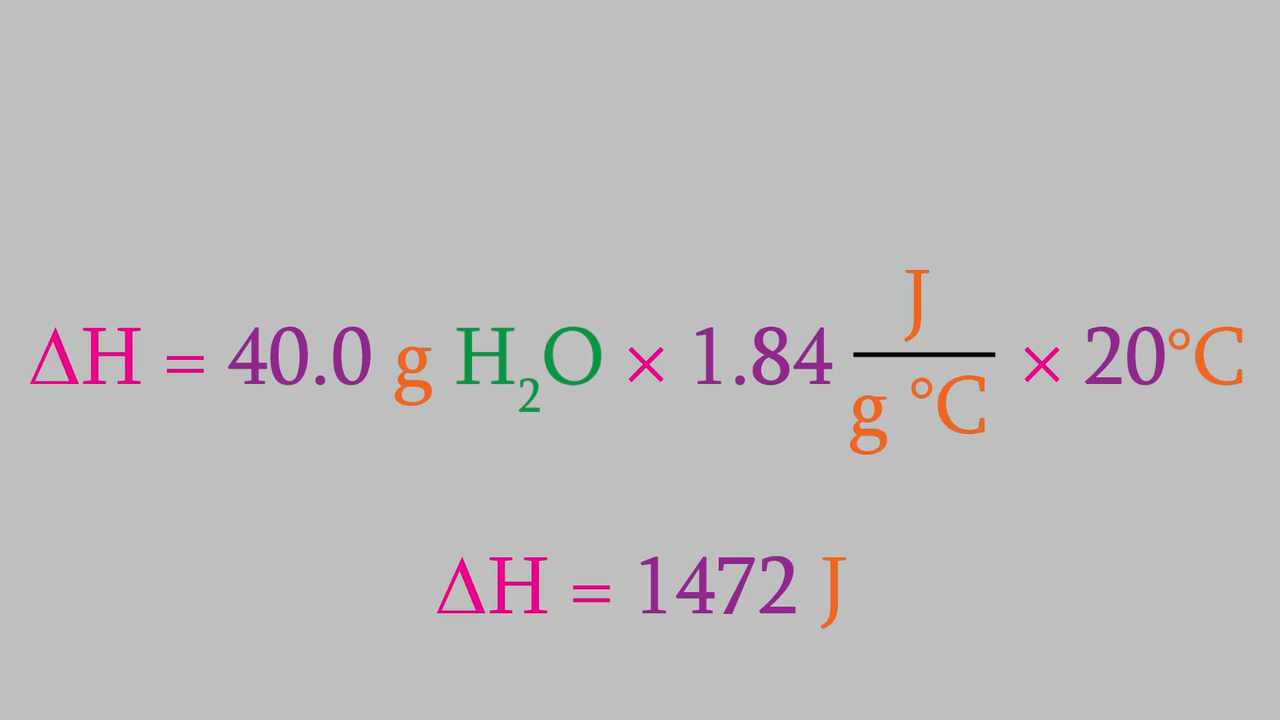 ΔH = 40.0 g H₂O × 1.84 J/g °C × 20°C
ΔH = 1472 J